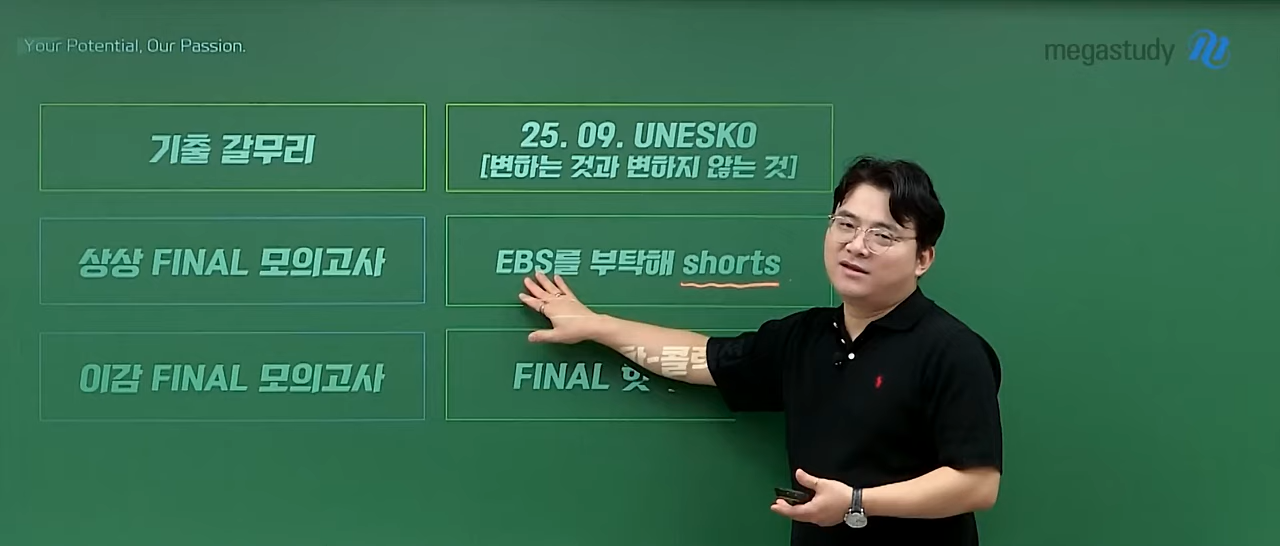 Your Potential, Our Passion.
megastudy
기출 갈무리
25. 09. UNESKO
[변하는 것과 변하지 않는 것]
상상 FINAL 모의고사
EBS를 부탁해 shorts
이감 FINAL 모의고사
FINAL 핫